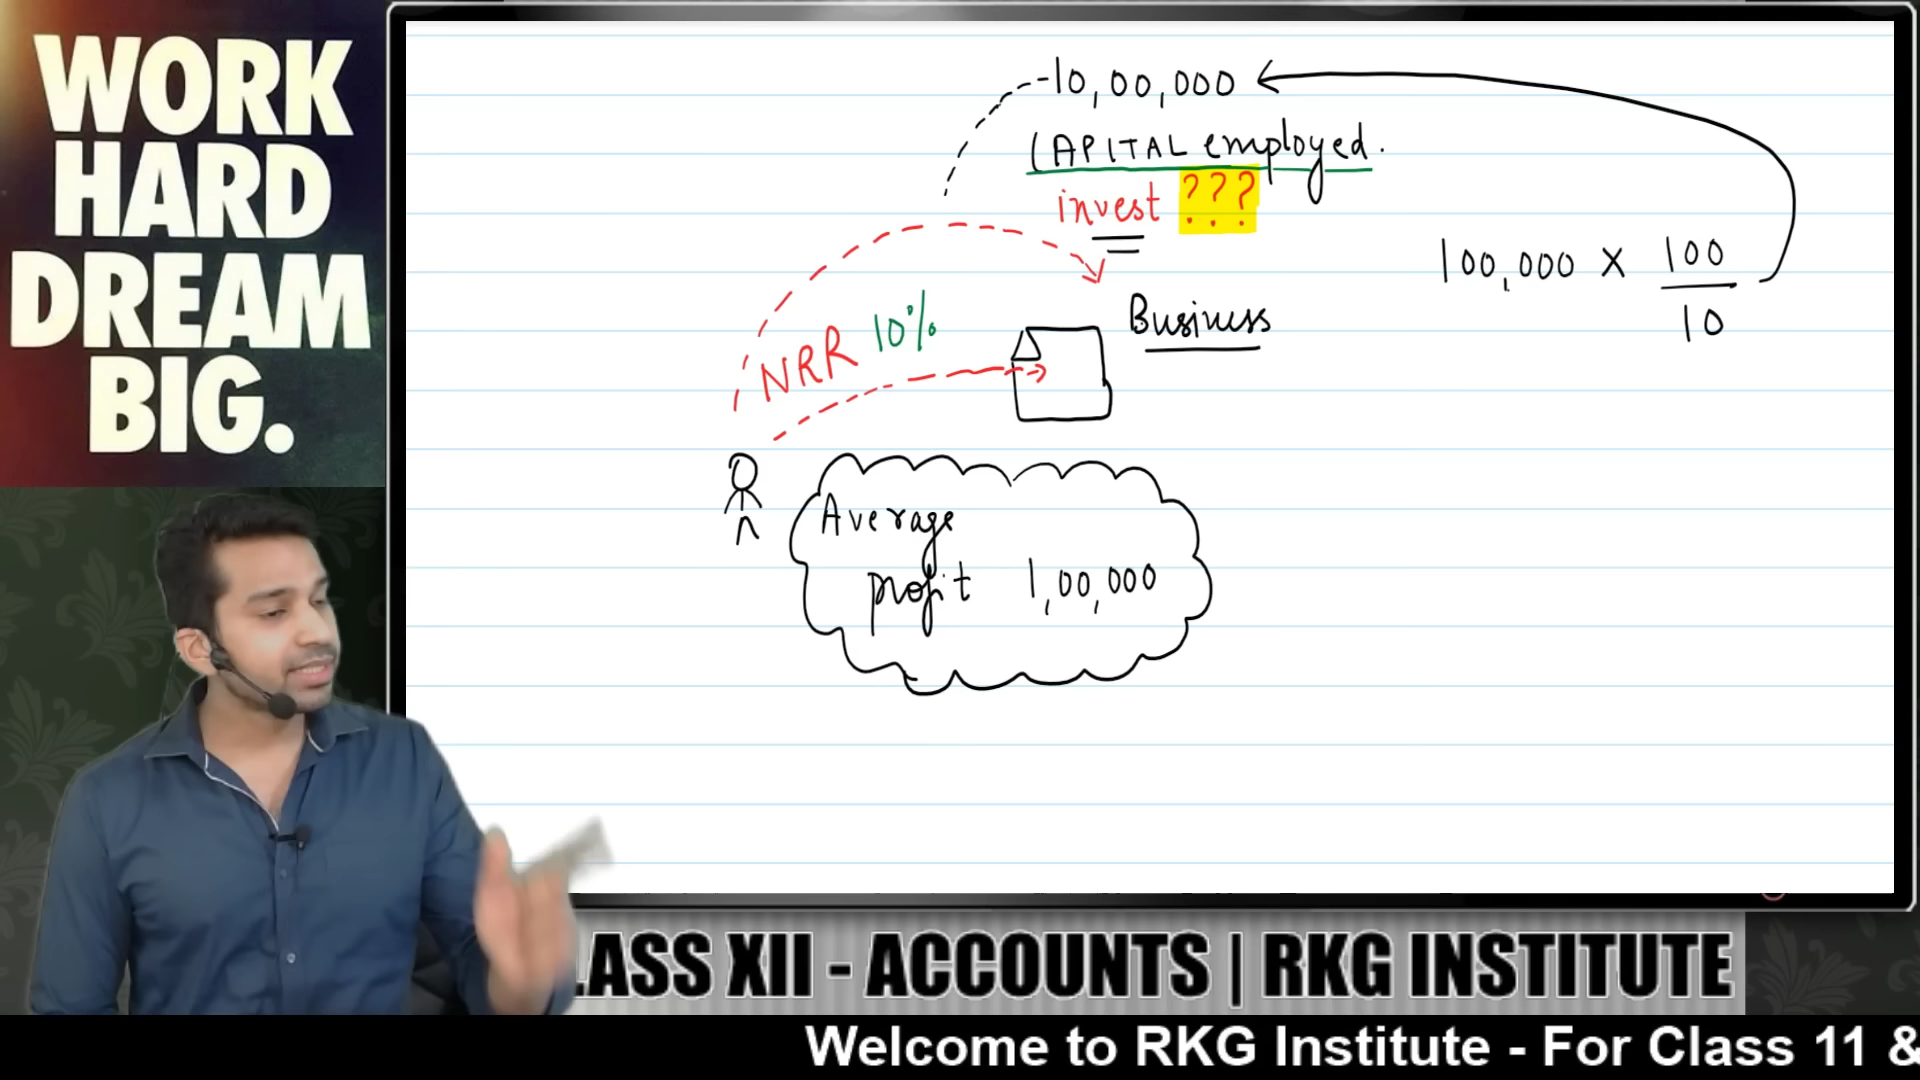 WORK
HARD
DREAM
BIG.
10,00,000
CAPITAL employed.
invest ???
100,000 X 100
10
Business
NRR 10%
Average
profit 1,00,000
LASS XII - ACCOUNTS | RKG INSTITUTE
Welcome to RKG Institute - For Class 11 &